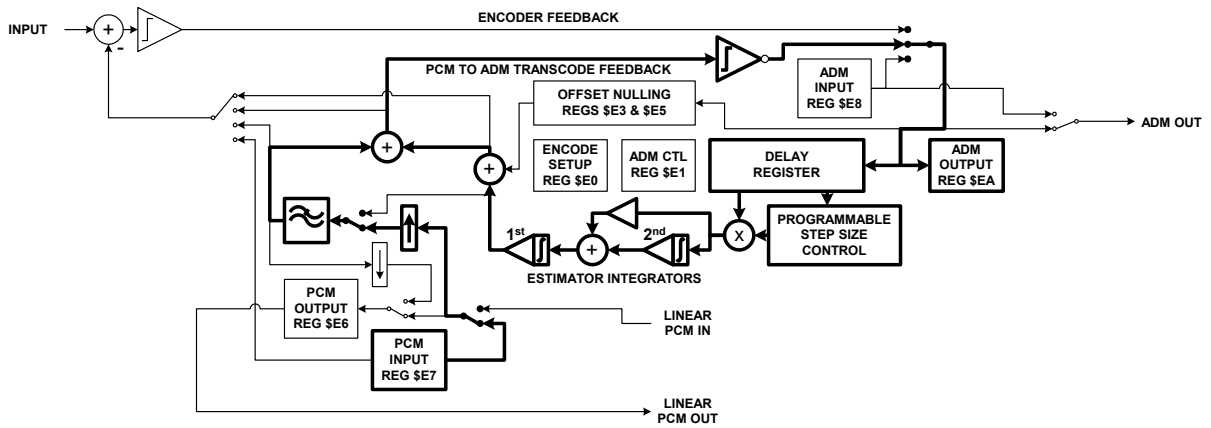 ENCODER FEEDBACK
INPUT
+
-
PCM TO ADM TRANSCODE FEEDBACK
ADM
INPUT
REG $E8
OFFSET NULLING
REGS $E3 & $E5
ADM OUT
+
+
ENCODE
SETUP
REG $E0
ADM CTL
REG $E1
DELAY
REGISTER
ADM
OUTPUT
REG $EA
PROGRAMMABLE
STEP SIZE
CONTROL
X
1st
+
2nd
ESTIMATOR INTEGRATORS
PCM
OUTPUT
REG $E6
LINEAR
PCM IN
PCM
INPUT
REG $E7
LINEAR
PCM OUT